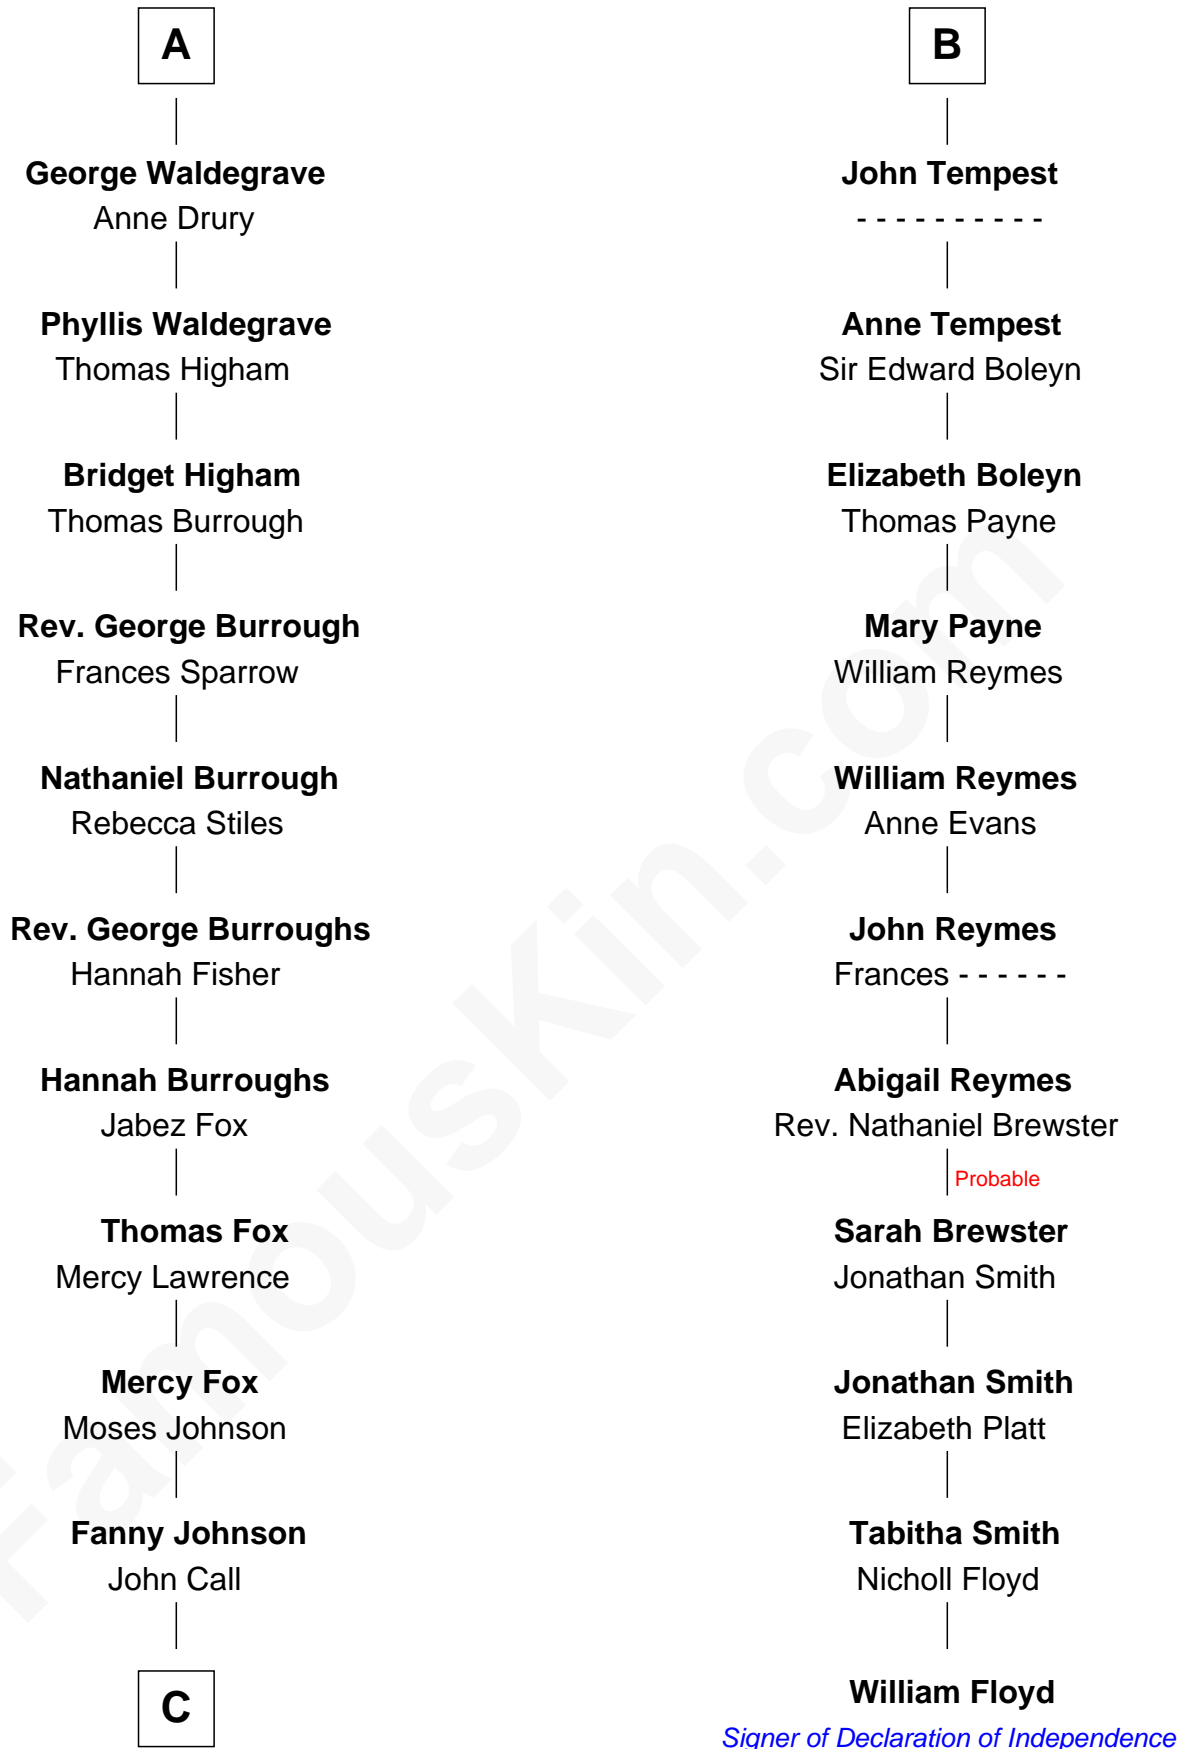 A
George Waldegrave
Anne Drury
Phyllis Waldegrave
Thomas Higham
Bridget Higham
Thomas Burrough
Rev. George Burrough
Frances Sparrow
Nathaniel Burrough
Rebecca Stiles
Rev. George Burroughs
Hannah Fisher
Hannah Burroughs
Jabez Fox
Thomas Fox
Mercy Lawrence
Mercy Fox
Moses Johnson
Fanny Johnson
John Call
C
B
John Tempest
- - - - - - - - - -
Anne Tempest
Sir Edward Boleyn
Elizabeth Boleyn
Thomas Payne
Mary Payne
William Reymes
William Reymes
Anne Evans
John Reymes
Frances - - - - - -
Abigail Reymes
Rev. Nathaniel Brewster
Probable
Sarah Brewster
Jonathan Smith
Jonathan Smith
Elizabeth Platt
Tabitha Smith
Nicholl Floyd
William Floyd
Signer of Declaration of Independence
FamousKin.com